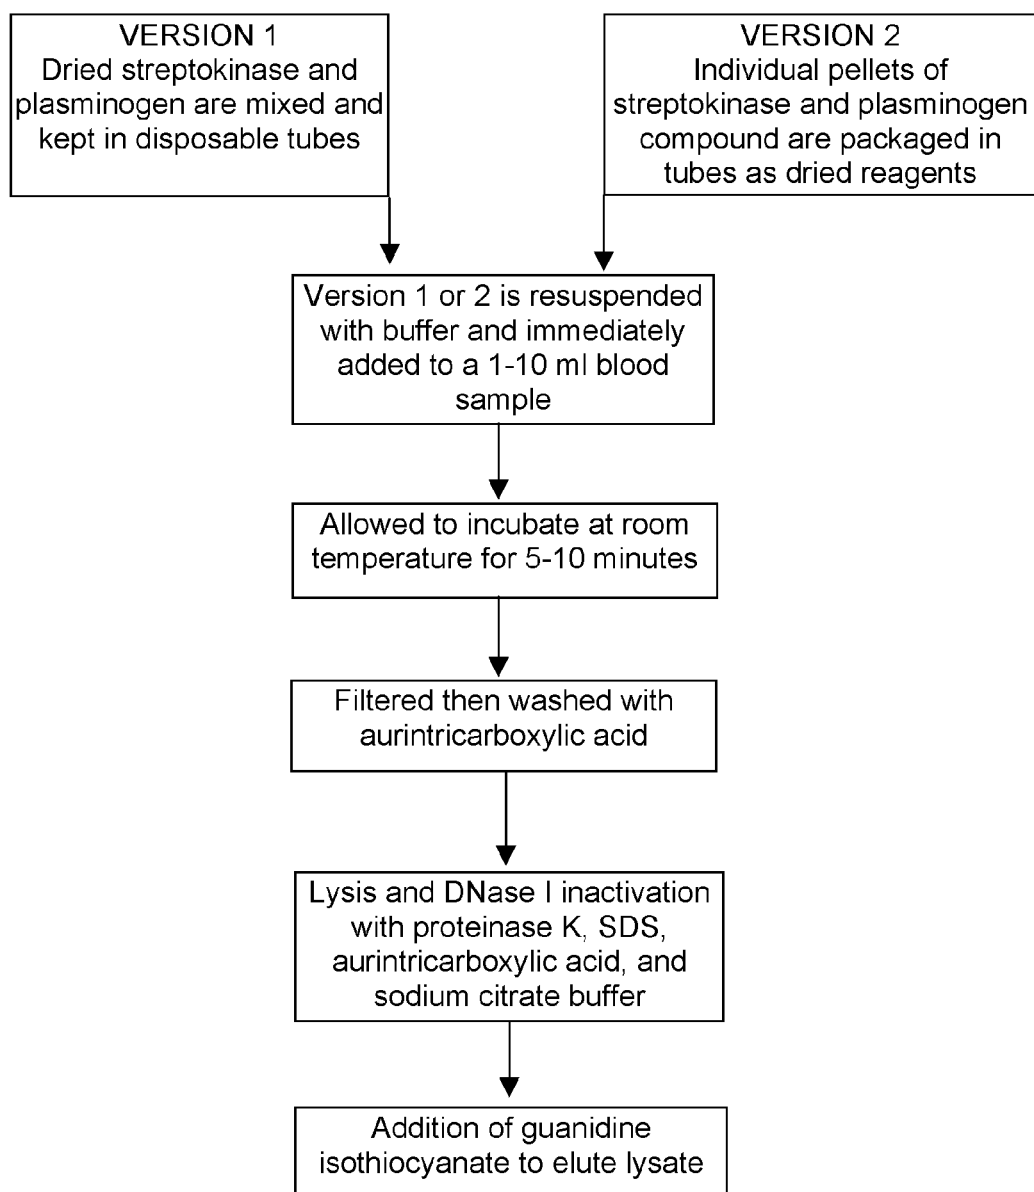 VERSION 1
Dried streptokinase and
plasminogen are mixed and
kept in disposable tubes
VERSION 2
Individual pellets of
streptokinase and plasminogen
compound are packaged in
tubes as dried reagents
Version 1 or 2 is resuspended
with buffer and immediately
added to a 1-10 ml blood
sample
Allowed to incubate at room
temperature for 5-10 minutes
Filtered then washed with
aurintricarboxylic acid
Lysis and DNase I inactivation
with proteinase K, SDS,
aurintricarboxylic acid, and
sodium citrate buffer
Addition of guanidine
isothiocyanate to elute lysate